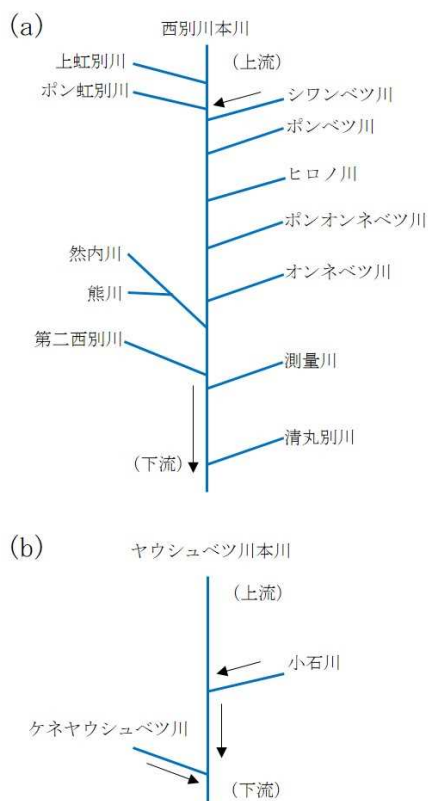 (a)
西別川本川
上虹別川
(上流)
ポン虹別川
シワンベツ川
ポンベツ川
ヒロノ川
ポンオンネベツ川
然内川
オンネベツ川
熊川
第二西別川
測量川
清丸別川
(下流)
(b)
ヤウシュベツ川本川
(上流)
小石川
ケネヤウシュベツ川
(下流)